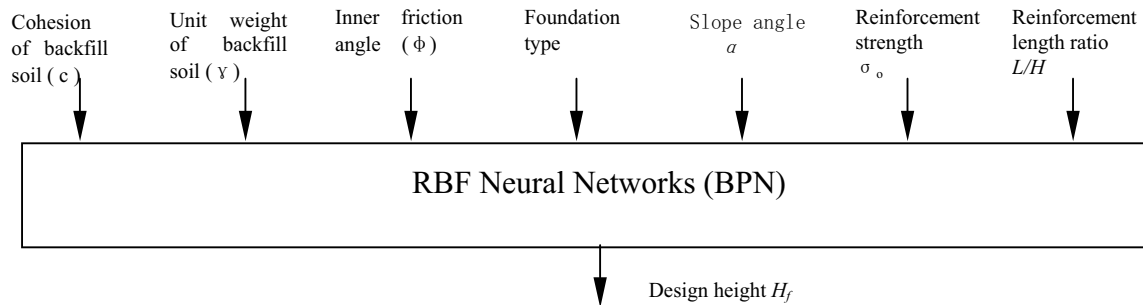 Cohesion of backfill soil ( c )
Unit weight of backfill soil (γ)
Inner friction angle (φ)
Foundation type
Slope angle α
Reinforcement strength σo
Reinforcement length ratio L/H
RBF Neural Networks (BPN)
Design height Hf